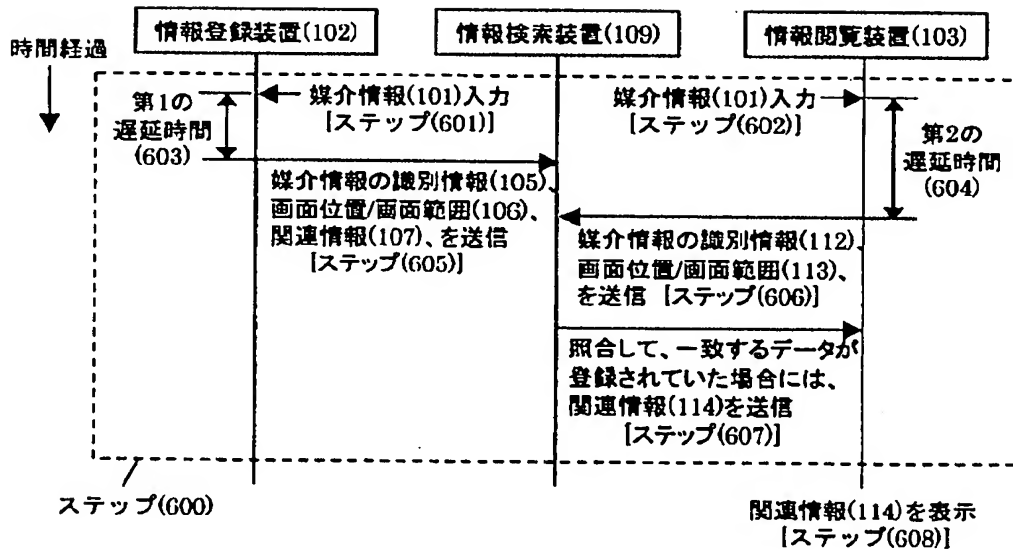 情報登録装置(102)
情報検索装置(109)
情報閲覧装置(103)
時間経過
第1の
遅延時間
(603)
媒介情報(101)入力
[ステップ(601)]
媒介情報(101)入力
[ステップ(602)]
第2の
遅延時間
(604)
媒介情報の識別情報(105)、
画面位置/画面範囲(106)、
関連情報(107)、を送信
[ステップ(605)]
媒介情報の識別情報(112)、
画面位置/画面範囲(113)、
を送信 [ステップ(606)]
照合して、一致するデータが
登録されていた場合には、
関連情報(114)を送信
[ステップ(607)]
ステップ(600)
関連情報(114)を表示
[ステップ(608)]